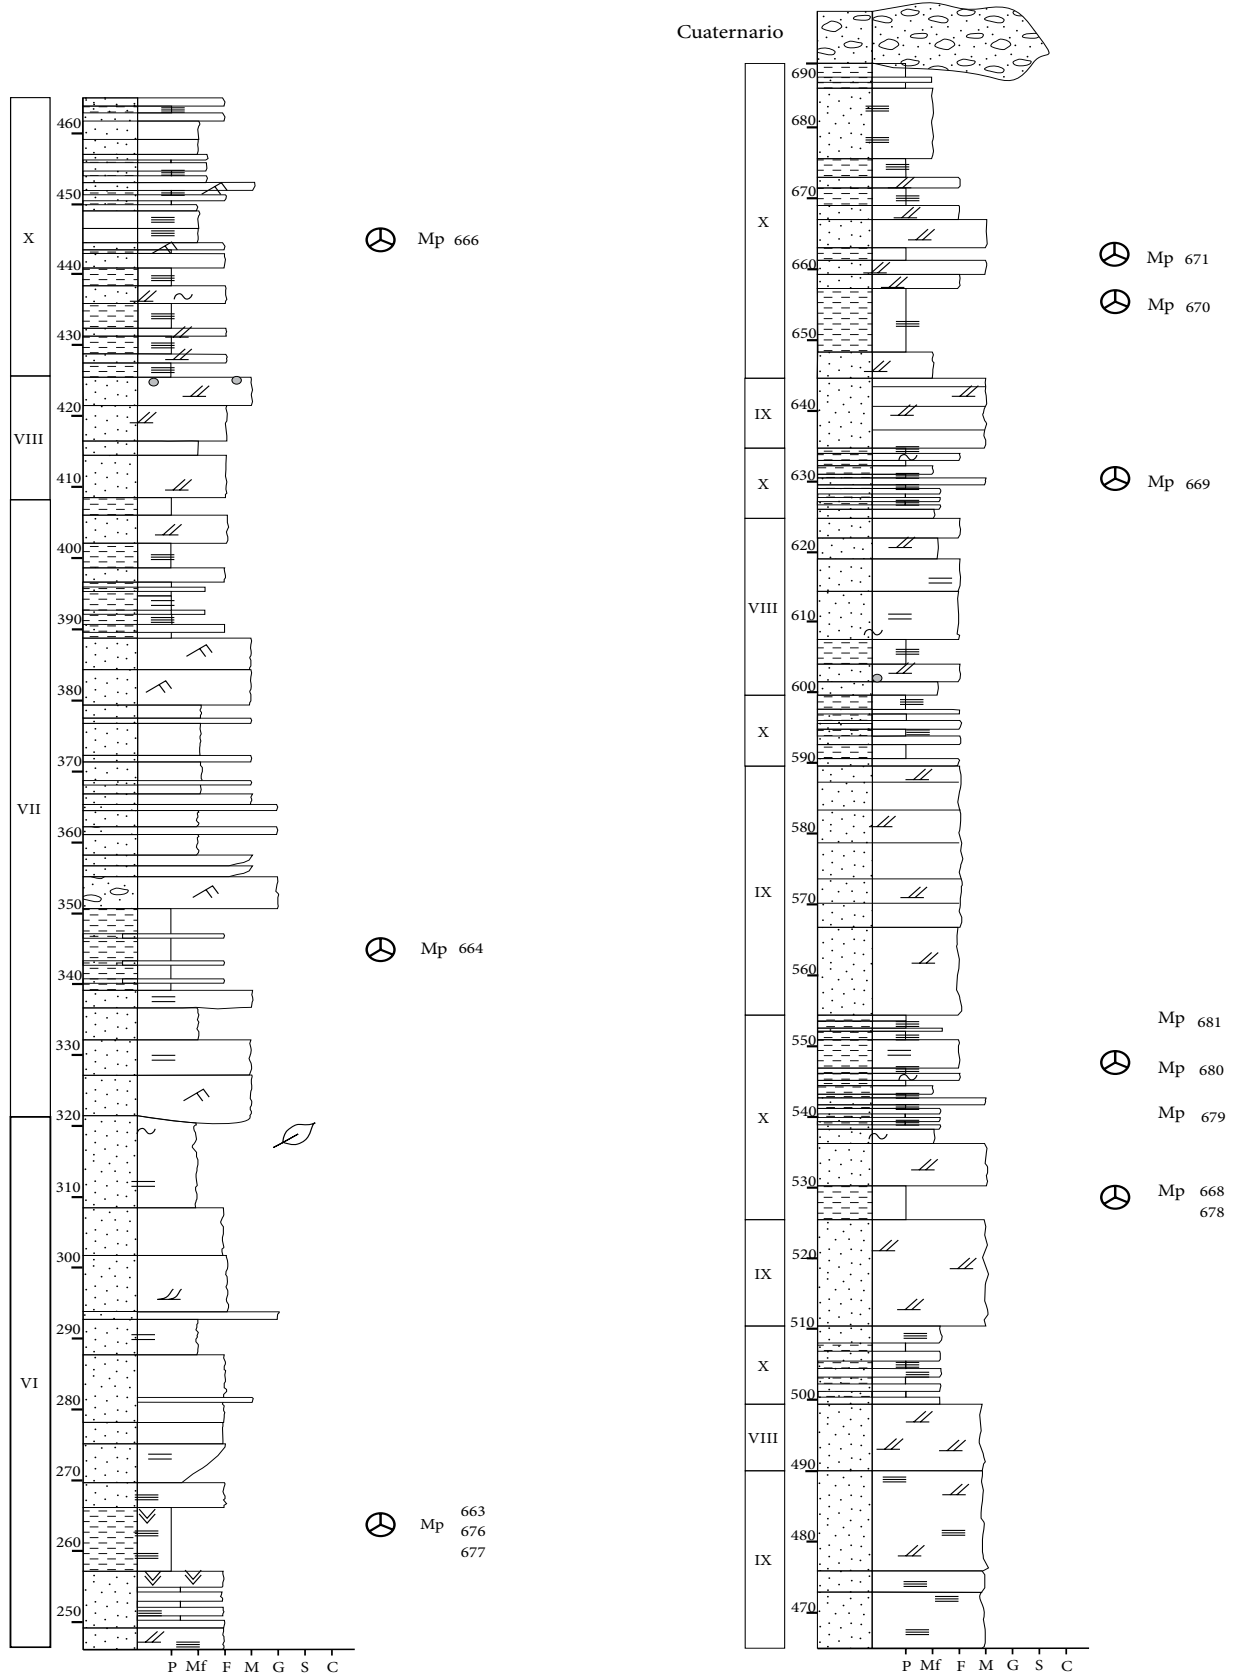 Cuaternario
X
VIII
VII
VI
460
450
440
430
420
410
400
390
380
370
360
350
340
330
320
310
300
290
280
270
260
250
Mp 666
Mp 664
Mp 663
676
677
P Mf F M G S C
X
IX
X
VIII
X
IX
X
IX
X
VIII
IX
690
680
670
660
650
640
630
620
610
600
590
580
570
560
550
540
530
520
510
500
490
480
470
Mp 671
Mp 670
Mp 669
Mp 681
Mp 680
Mp 679
Mp 668
678
P Mf F M G S C